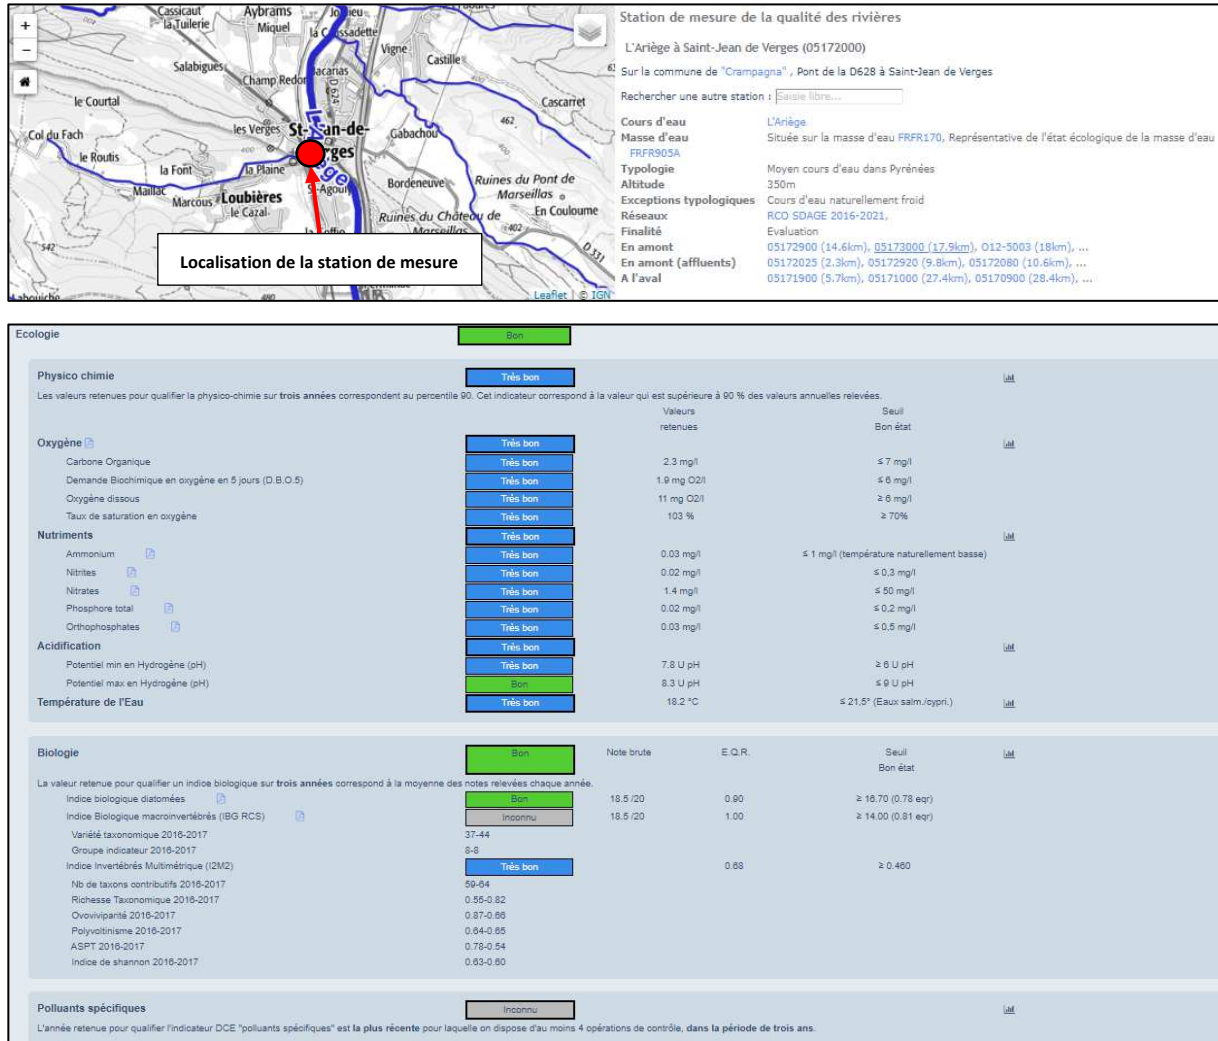 +
−
Cassicaut
la Tuilerie
Aybrams
Miquel
Vigne
Castille
Salabigues
Champ Redon
Jacarias
D 624
le Courtal
Cascarret
462
les Verges
Gabachou
Col du Fach
400
le Routis
la Font
la Plaine
L'Ariège
Maillac
Marcous
Loubières
le Cazal
St-Agouly
Bordeneuve
Ruines du Pont de
Marseillas
Ruines du Château de
Marseillas
En Couloume
402
D 331
542
480
Localisation de la station de mesure
Leaflet | © IGN
Station de mesure de la qualité des rivières
L'Ariège à Saint-Jean de Verges (05172000)
Sur la commune de "Crampagna" , Pont de la D628 à Saint-Jean de Verges
Rechercher une autre station : Saisie libre...
Cours d'eau L'Ariège
Masse d'eau Située sur la masse d'eau FRFR170, Représentative de l'état écologique de la masse d'eau
FRFR905A
Typologie Moyen cours d'eau dans Pyrénées
Altitude 350m
Exceptions typologiques Cours d'eau naturellement froid
Réseaux RCO SDAGE 2016-2021,
Finalité Evaluation
En amont 05172900 (14.6km), 05173000 (17.9km), O12-5003 (18km), ...
En amont (affluents) 05172025 (2.3km), 05172920 (9.8km), 05172080 (10.6km), ...
A l'aval 05171900 (5.7km), 05171000 (27.4km), 05170900 (28.4km), ...
Ecologie Bon
Physico chimie Très bon
Les valeurs retenues pour qualifier la physico-chimie sur trois années correspondent au percentile 90. Cet indicateur correspond à la valeur qui est supérieure à 90 % des valeurs annuelles relevées.
Valeurs Seuil
retenues Bon état
Oxygène Très bon
Carbone Organique Très bon 2.3 mg/l ≤ 7 mg/l
Demande Biochimique en oxygène en 5 jours (D.B.O.5) Très bon 1.9 mg O2/l ≤ 6 mg/l
Oxygène dissous Très bon 11 mg O2/l ≥ 6 mg/l
Taux de saturation en oxygène Très bon 103 % ≥ 70%
Nutriments Très bon
Ammonium Très bon 0.03 mg/l ≤ 1 mg/l (température naturellement basse)
Nitrites Très bon 0.02 mg/l ≤ 0,3 mg/l
Nitrates Très bon 1.4 mg/l ≤ 50 mg/l
Phosphore total Très bon 0.02 mg/l ≤ 0,2 mg/l
Orthophosphates Très bon 0.03 mg/l ≤ 0,5 mg/l
Acidification Très bon
Potentiel min en Hydrogène (pH) Très bon 7.8 U pH ≥ 6 U pH
Potentiel max en Hydrogène (pH) Bon 8.3 U pH ≤ 9 U pH
Température de l'Eau Très bon 18.2 °C ≤ 21,5° (Eaux salm./cypri.)
Biologie Bon Note brute E.Q.R. Seuil
Bon état
La valeur retenue pour qualifier un indice biologique sur trois années correspond à la moyenne des notes relevées chaque année.
Indice biologique diatomées Bon 18.5 /20 0.90 ≥ 16.70 (0.78 eqr)
Indice Biologique macroinvertébrés (IBG RCS) Inconnu 18.5 /20 1.00 ≥ 14.00 (0.81 eqr)
Variété taxonomique 2016-2017 37-44
Groupe indicateur 2016-2017 8-8
Indice Invertébrés Multimétrique (I2M2) Très bon 0.68 ≥ 0.460
Nb de taxons contributifs 2016-2017 59-64
Richesse Taxonomique 2016-2017 0.55-0.82
Ovoviviparité 2016-2017 0.87-0.66
Polyvoltinisme 2016-2017 0.64-0.65
ASPT 2016-2017 0.78-0.54
Indice de shannon 2016-2017 0.63-0.60
Polluants spécifiques Inconnu
L'année retenue pour qualifier l'indicateur DCE "polluants spécifiques" est la plus récente pour laquelle on dispose d'au moins 4 opérations de contrôle, dans la période de trois ans.